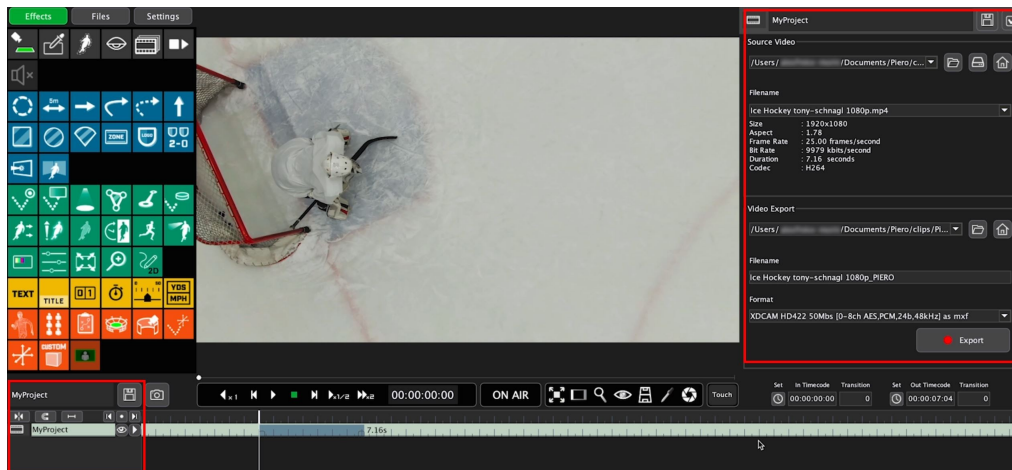 Effects Files Settings
5m
ZONE LOGO 2-0
2D
TEXT TITLE 01 YDS MPH
CUSTOM
MyProject
Source Video
/Users/ /Documents/Piero/c...
Filename
Ice Hockey tony-schnagl 1080p.mp4
Size : 1920x1080
Aspect : 1.78
Frame Rate : 25.00 frames/second
Bit Rate : 9979 kbits/second
Duration : 7.16 seconds
Codec : H264
Video Export
/Users/ /Documents/Piero/clips/Pi...
Filename
Ice Hockey tony-schnagl 1080p_PIERO
Format
XDCAM HD422 50Mbs [0-8ch AES,PCM,24b,48kHz] as mxf
Export
MyProject
x1 x1/2 x2 00:00:00:00 ON AIR Touch
Set In Timecode Transition Set Out Timecode Transition
00:00:00:00 0 00:00:07:04 0
MyProject 7.16s